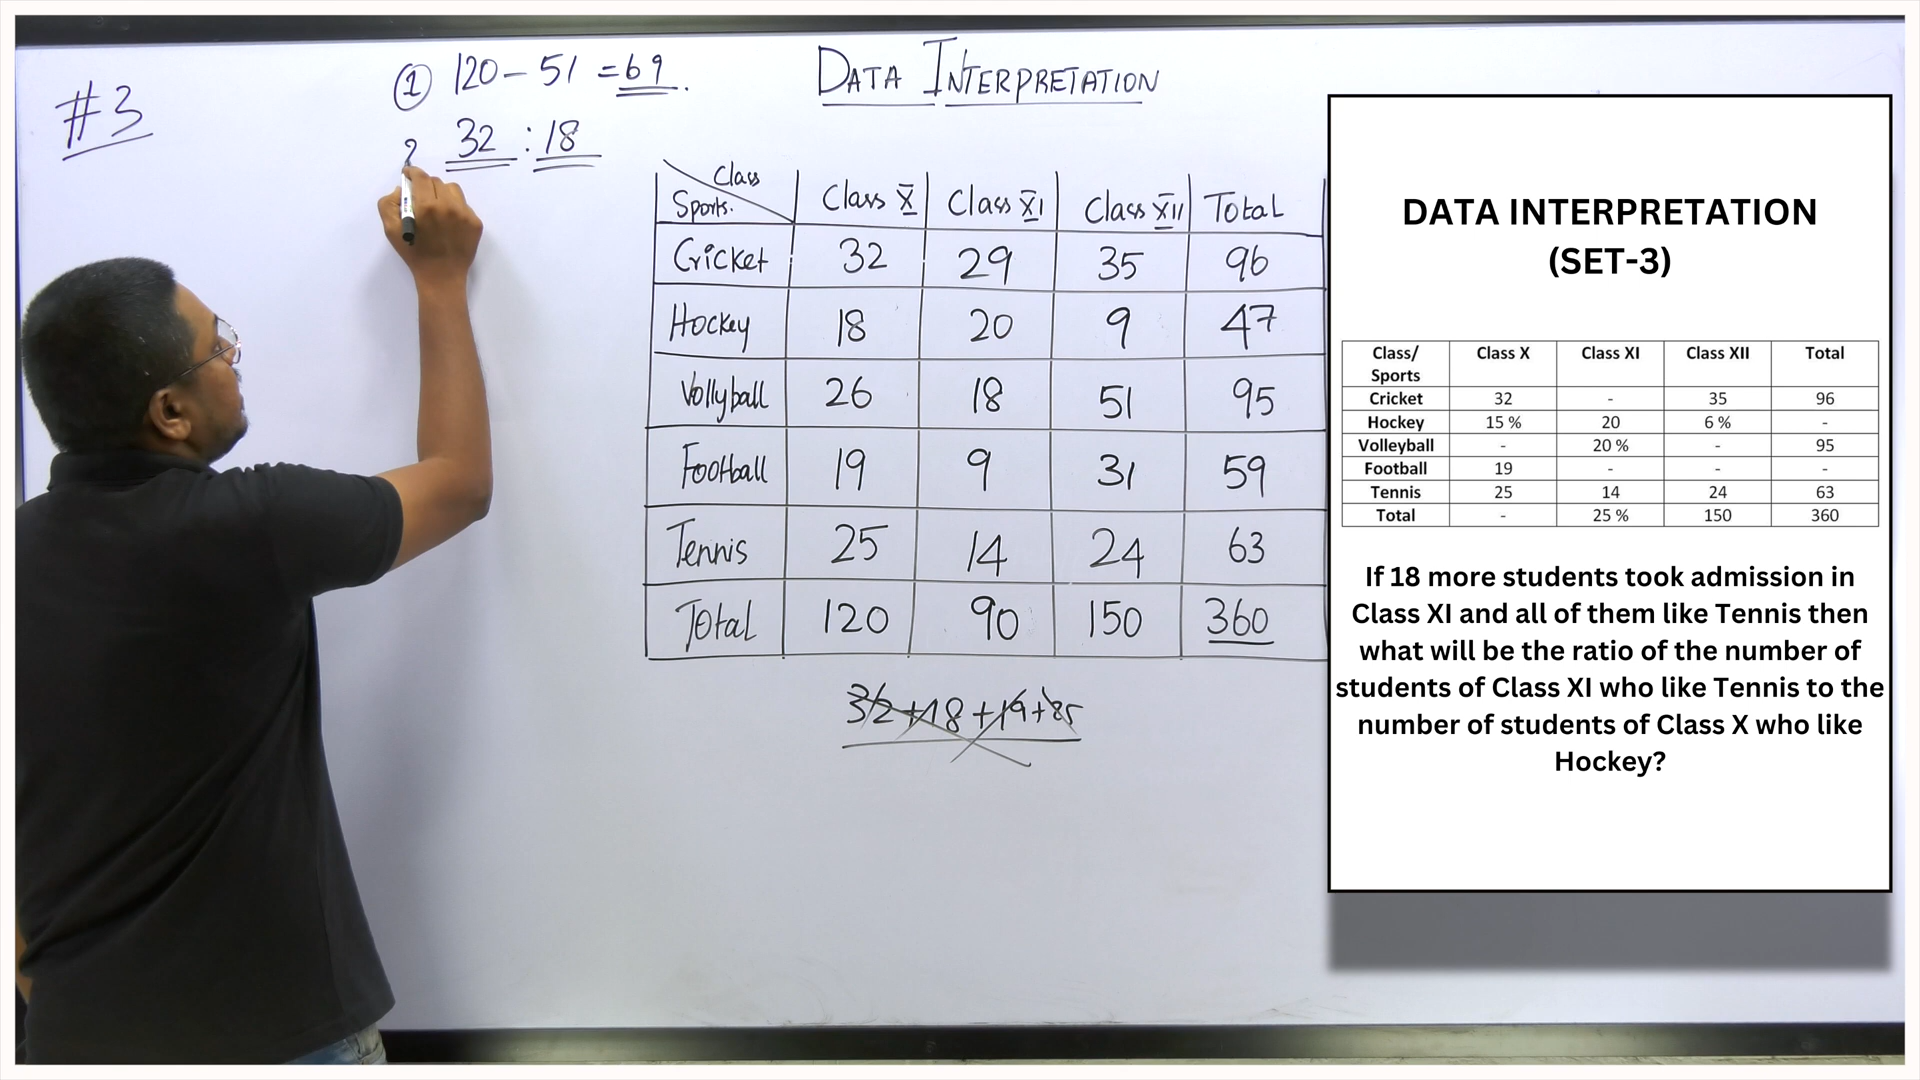 #3
① 120 - 51 = 69.
2 32 : 18
DATA INTERPRETATION
Class
Sports.
Class X
Class XI
Class XII
Total
Cricket 32 29 35 96
Hockey 18 20 9 47
Vollyball 26 18 51 95
Football 19 9 31 59
Tennis 25 14 24 63
Total 120 90 150 360
32+18+19+25
DATA INTERPRETATION
(SET-3)
Class/ Class X Class XI Class XII Total
Sports
Cricket 32 - 35 96
Hockey 15 % 20 6 % -
Volleyball - 20 % - 95
Football 19 - - -
Tennis 25 14 24 63
Total - 25 % 150 360
If 18 more students took admission in
Class XI and all of them like Tennis then
what will be the ratio of the number of
students of Class XI who like Tennis to the
number of students of Class X who like
Hockey?